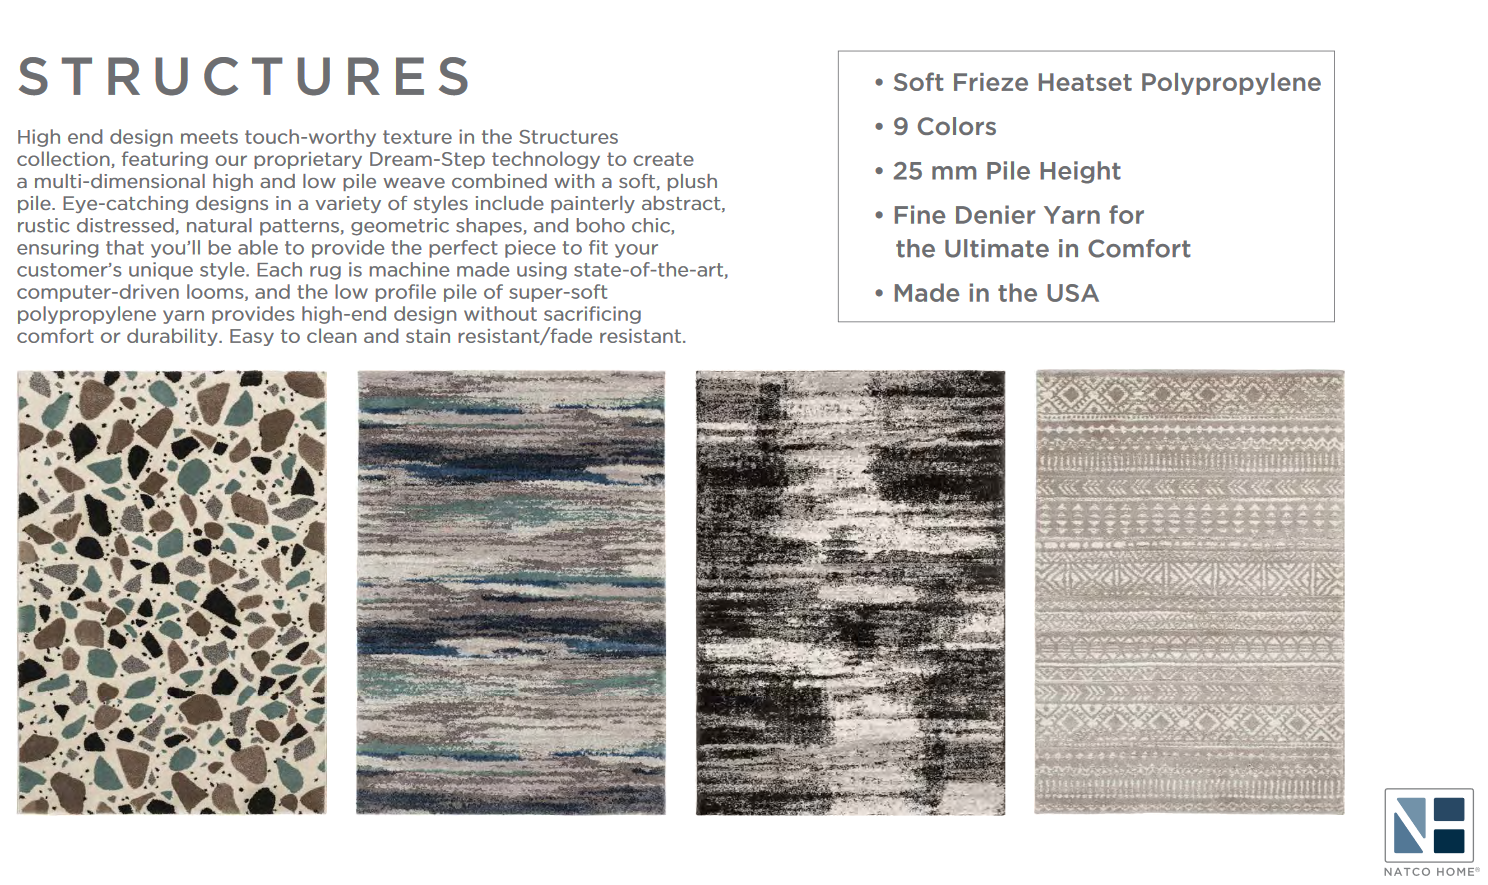 STRUCTURES
High end design meets touch-worthy texture in the Structures
collection, featuring our proprietary Dream-Step technology to create
a multi-dimensional high and low pile weave combined with a soft, plush
pile. Eye-catching designs in a variety of styles include painterly abstract,
rustic distressed, natural patterns, geometric shapes, and boho chic,
ensuring that you'll be able to provide the perfect piece to fit your
customer's unique style. Each rug is machine made using state-of-the-art,
computer-driven looms, and the low profile pile of super-soft
polypropylene yarn provides high-end design without sacrificing
comfort or durability. Easy to clean and stain resistant/fade resistant.
• Soft Frieze Heatset Polypropylene
• 9 Colors
• 25 mm Pile Height
• Fine Denier Yarn for
the Ultimate in Comfort
• Made in the USA
NATCO HOME®